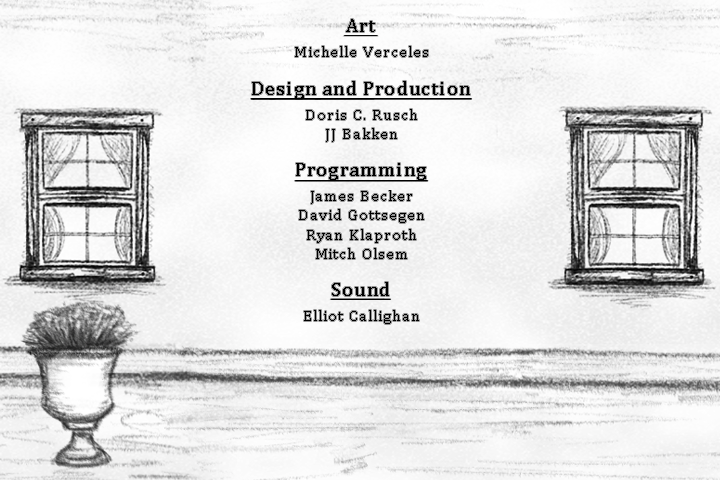 Art
Michelle Verceles
Design and Production
Doris C. Rusch
JJ Bakken
Programming
James Becker
David Gottsegen
Ryan Klaproth
Mitch Olsem
Sound
Elliot Callighan